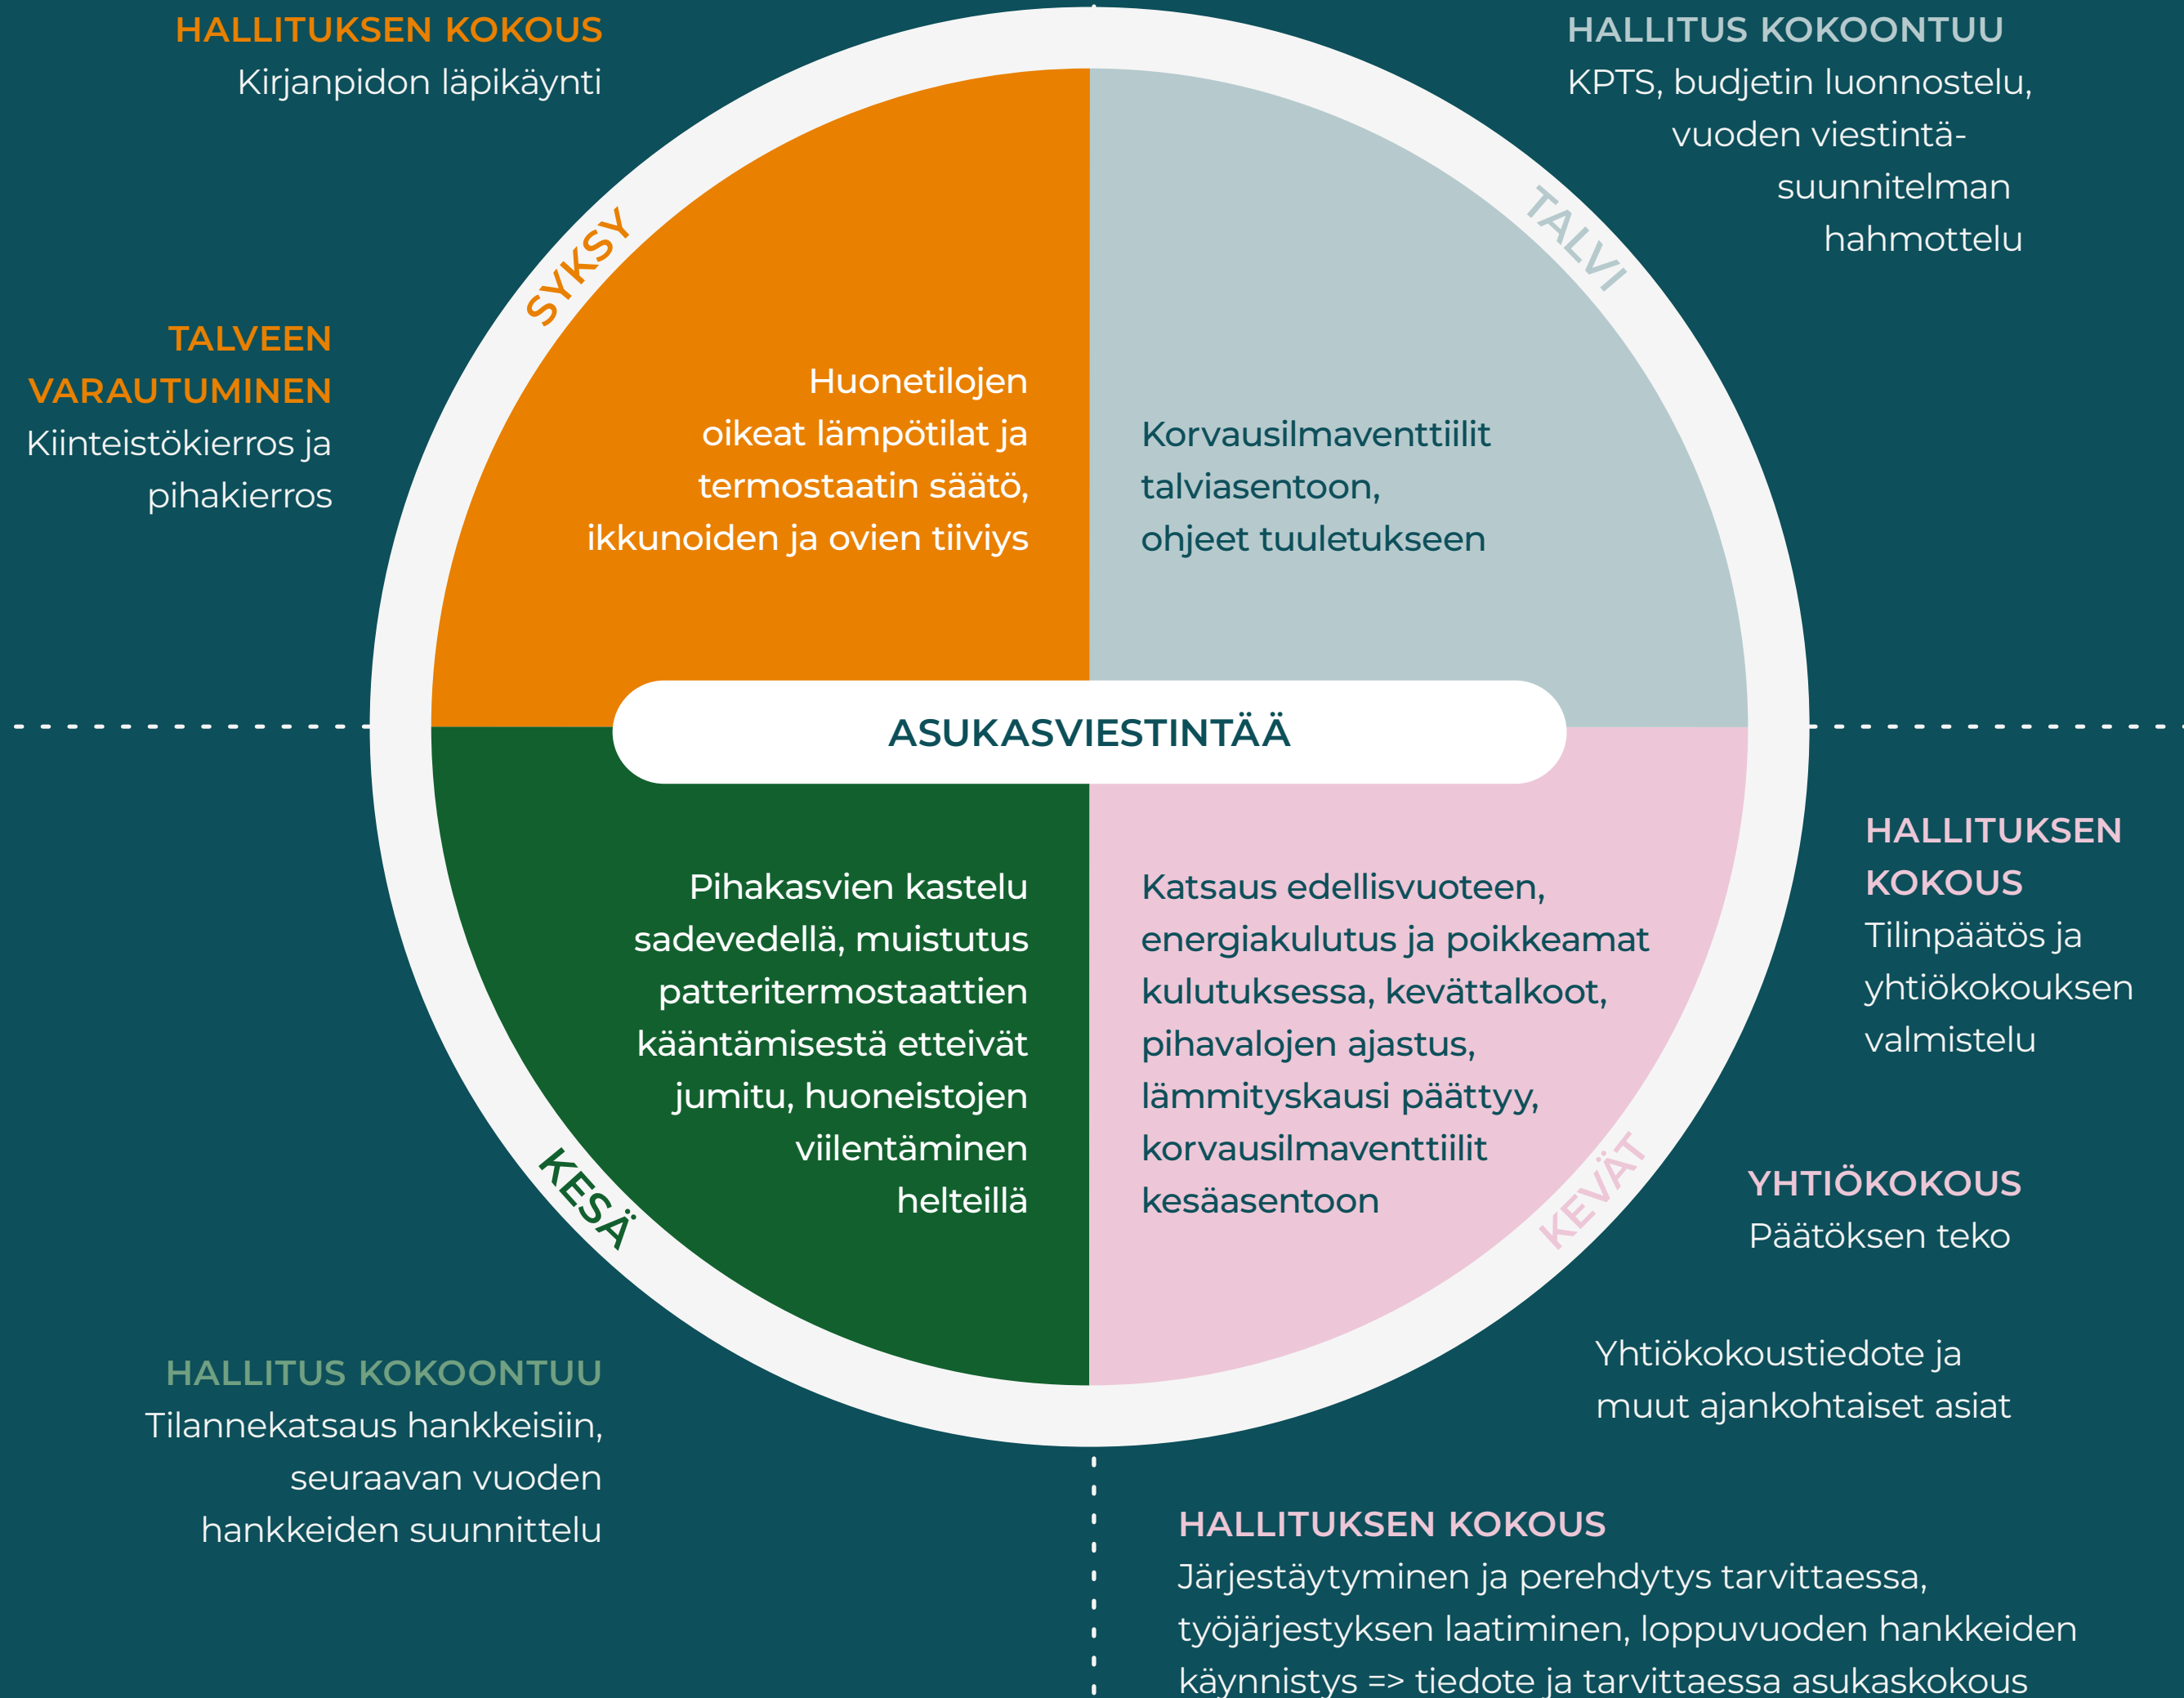 HALLITUKSEN KOKOUS
Kirjanpidon läpikäynti
HALLITUS KOKOONTUU
KPTS, budjetin luonnostelu,
vuoden viestintä-
suunnitelman
hahmottelu
SYKSY
TALVI
TALVEEN
VARAUTUMINEN
Kiinteistökierros ja
pihakierros
Huonetilojen
oikeat lämpötilat ja
termostaatin säätö,
ikkunoiden ja ovien tiiviys
Korvausilmaventtiilit
talviasentoon,
ohjeet tuuletukseen
ASUKASVIESTINTÄÄ
Pihakasvien kastelu
sadevedellä, muistutus
patteritermostaattien
kääntämisestä etteivät
jumitu, huoneistojen
viilentäminen
helteillä
Katsaus edellisvuoteen,
energiakulutus ja poikkeamat
kulutuksessa, kevättalkoot,
pihavalojen ajastus,
lämmityskausi päättyy,
korvausilmaventtiilit
kesäasentoon
KESÄ
KEVÄT
HALLITUKSEN
KOKOUS
Tilinpäätös ja
yhtiökokouksen
valmistelu
YHTIÖKOKOUS
Päätöksen teko
Yhtiökokoustiedote ja
muut ajankohtaiset asiat
HALLITUS KOKOONTUU
Tilannekatsaus hankkeisiin,
seuraavan vuoden
hankkeiden suunnittelu
HALLITUKSEN KOKOUS
Järjestäytyminen ja perehdytys tarvittaessa,
työjärjestyksen laatiminen, loppuvuoden hankkeiden
käynnistys => tiedote ja tarvittaessa asukaskokous